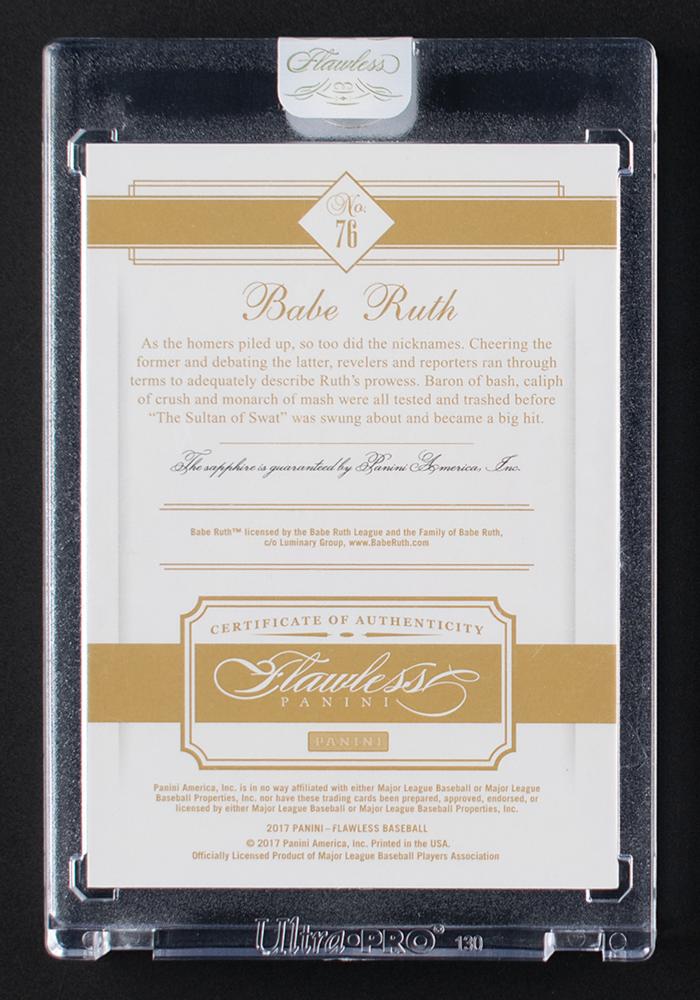 Flawless
No.
76
Babe Ruth
As the homers piled up, so too did the nicknames. Cheering the
former and debating the latter, revelers and reporters ran through
terms to adequately describe Ruth's prowess. Baron of bash, caliph
of crush and monarch of mash were all tested and trashed before
“The Sultan of Swat” was swung about and became a big hit.
The sapphire is guaranteed by Panini America, Inc.
Babe Ruth™ licensed by the Babe Ruth League and the Family of Babe Ruth,
c/o Luminary Group, www.BabeRuth.com
CERTIFICATE OF AUTHENTICITY
Flawless
PANINI
PANINI
Panini America, Inc. is in no way affiliated with either Major League Baseball or Major League
Baseball Properties, Inc. nor have these trading cards been prepared, approved, endorsed, or
licensed by either Major League Baseball or Major League Baseball Properties, Inc.
2017 PANINI – FLAWLESS BASEBALL
© 2017 Panini America, Inc. Printed in the USA.
Officially Licensed Product of Major League Baseball Players Association
Ultra•PRO® 130